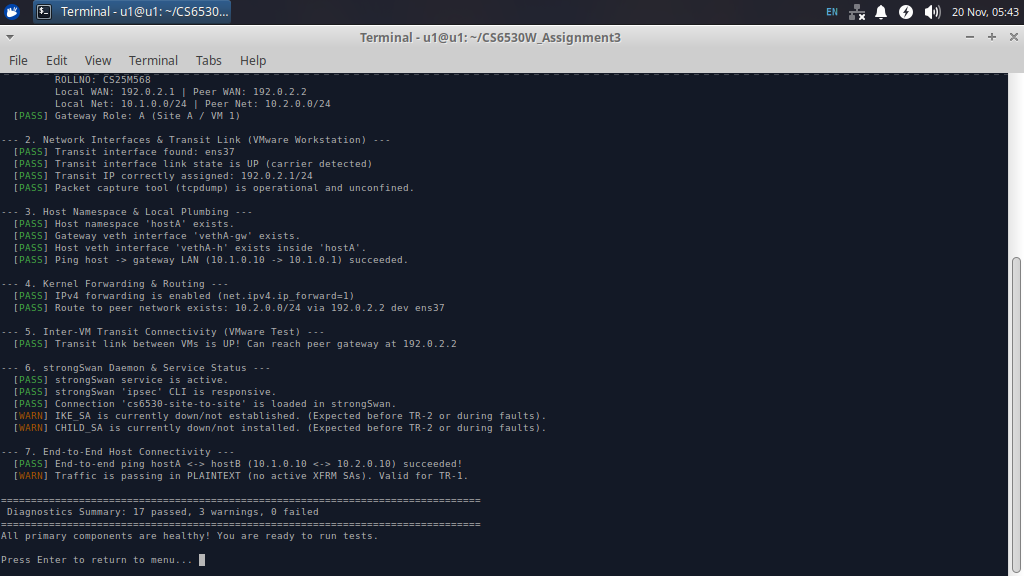 Terminal - u1@u1: ~/CS6530...
EN
20 Nov, 05:43
Terminal - u1@u1: ~/CS6530W_Assignment3
File Edit View Terminal Tabs Help
ROLLNO: CS25M568
Local WAN: 192.0.2.1 | Peer WAN: 192.0.2.2
Local Net: 10.1.0.0/24 | Peer Net: 10.2.0.0/24
[PASS] Gateway Role: A (Site A / VM 1)
--- 2. Network Interfaces & Transit Link (VMware Workstation) ---
[PASS] Transit interface found: ens37
[PASS] Transit interface link state is UP (carrier detected)
[PASS] Transit IP correctly assigned: 192.0.2.1/24
[PASS] Packet capture tool (tcpdump) is operational and unconfined.
--- 3. Host Namespace & Local Plumbing ---
[PASS] Host namespace 'hostA' exists.
[PASS] Gateway veth interface 'vethA-gw' exists.
[PASS] Host veth interface 'vethA-h' exists inside 'hostA'.
[PASS] Ping host -> gateway LAN (10.1.0.10 -> 10.1.0.1) succeeded.
--- 4. Kernel Forwarding & Routing ---
[PASS] IPv4 forwarding is enabled (net.ipv4.ip_forward=1)
[PASS] Route to peer network exists: 10.2.0.0/24 via 192.0.2.2 dev ens37
--- 5. Inter-VM Transit Connectivity (VMware Test) ---
[PASS] Transit link between VMs is UP! Can reach peer gateway at 192.0.2.2
--- 6. strongSwan Daemon & Service Status ---
[PASS] strongSwan service is active.
[PASS] strongSwan 'ipsec' CLI is responsive.
[PASS] Connection 'cs6530-site-to-site' is loaded in strongSwan.
[WARN] IKE_SA is currently down/not established. (Expected before TR-2 or during faults).
[WARN] CHILD_SA is currently down/not installed. (Expected before TR-2 or during faults).
--- 7. End-to-End Host Connectivity ---
[PASS] End-to-end ping hostA <-> hostB (10.1.0.10 <-> 10.2.0.10) succeeded!
[WARN] Traffic is passing in PLAINTEXT (no active XFRM SAs). Valid for TR-1.
================================================================================
Diagnostics Summary: 17 passed, 3 warnings, 0 failed
================================================================================
All primary components are healthy! You are ready to run tests.
Press Enter to return to menu...